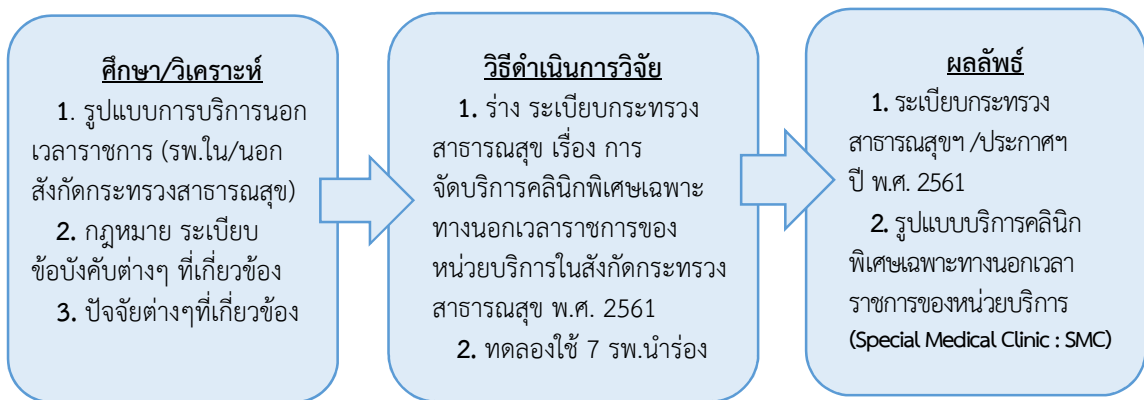 ศึกษา/วิเคราะห์
1. รูปแบบการบริการนอก
เวลาราชการ (รพ.ใน/นอก
สังกัดกระทรวงสาธารณสุข)
2. กฎหมาย ระเบียบ
ข้อบังคับต่างๆ ที่เกี่ยวข้อง
3. ปัจจัยต่างๆที่เกี่ยวข้อง
วิธีดำเนินการวิจัย
1. ร่าง ระเบียบกระทรวง
สาธารณสุข เรื่อง การ
จัดบริการคลินิกพิเศษเฉพาะ
ทางนอกเวลาราชการของ
หน่วยบริการในสังกัดกระทรวง
สาธารณสุข พ.ศ. 2561
2. ทดลองใช้ 7 รพ.นำร่อง
ผลลัพธ์
1. ระเบียบกระทรวง
สาธารณสุขฯ /ประกาศฯ
ปี พ.ศ. 2561
2. รูปแบบบริการคลินิก
พิเศษเฉพาะทางนอกเวลา
ราชการของหน่วยบริการ
(Special Medical Clinic : SMC)